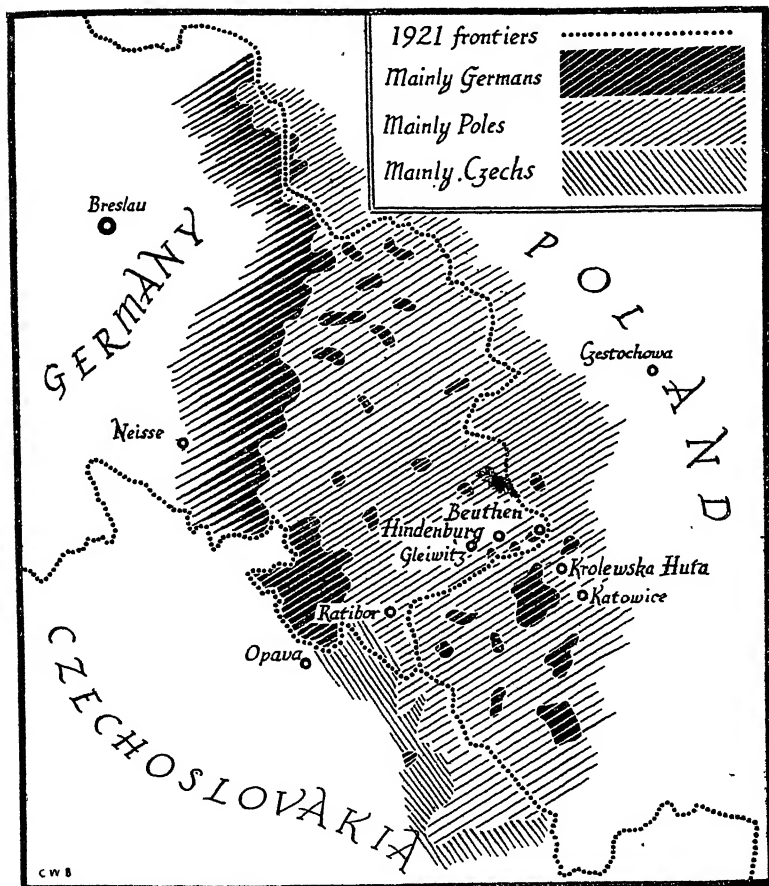 1921 frontiers
Mainly Germans
Mainly Poles
Mainly Czechs
Breslau
GERMANY
POLAND
Czestochowa
Neisse
Beuthen
Hindenburg
Gleiwitz
Krolewska Huta
Katowice
Ratibor
Opava
CZECHOSLOVAKIA
CWB